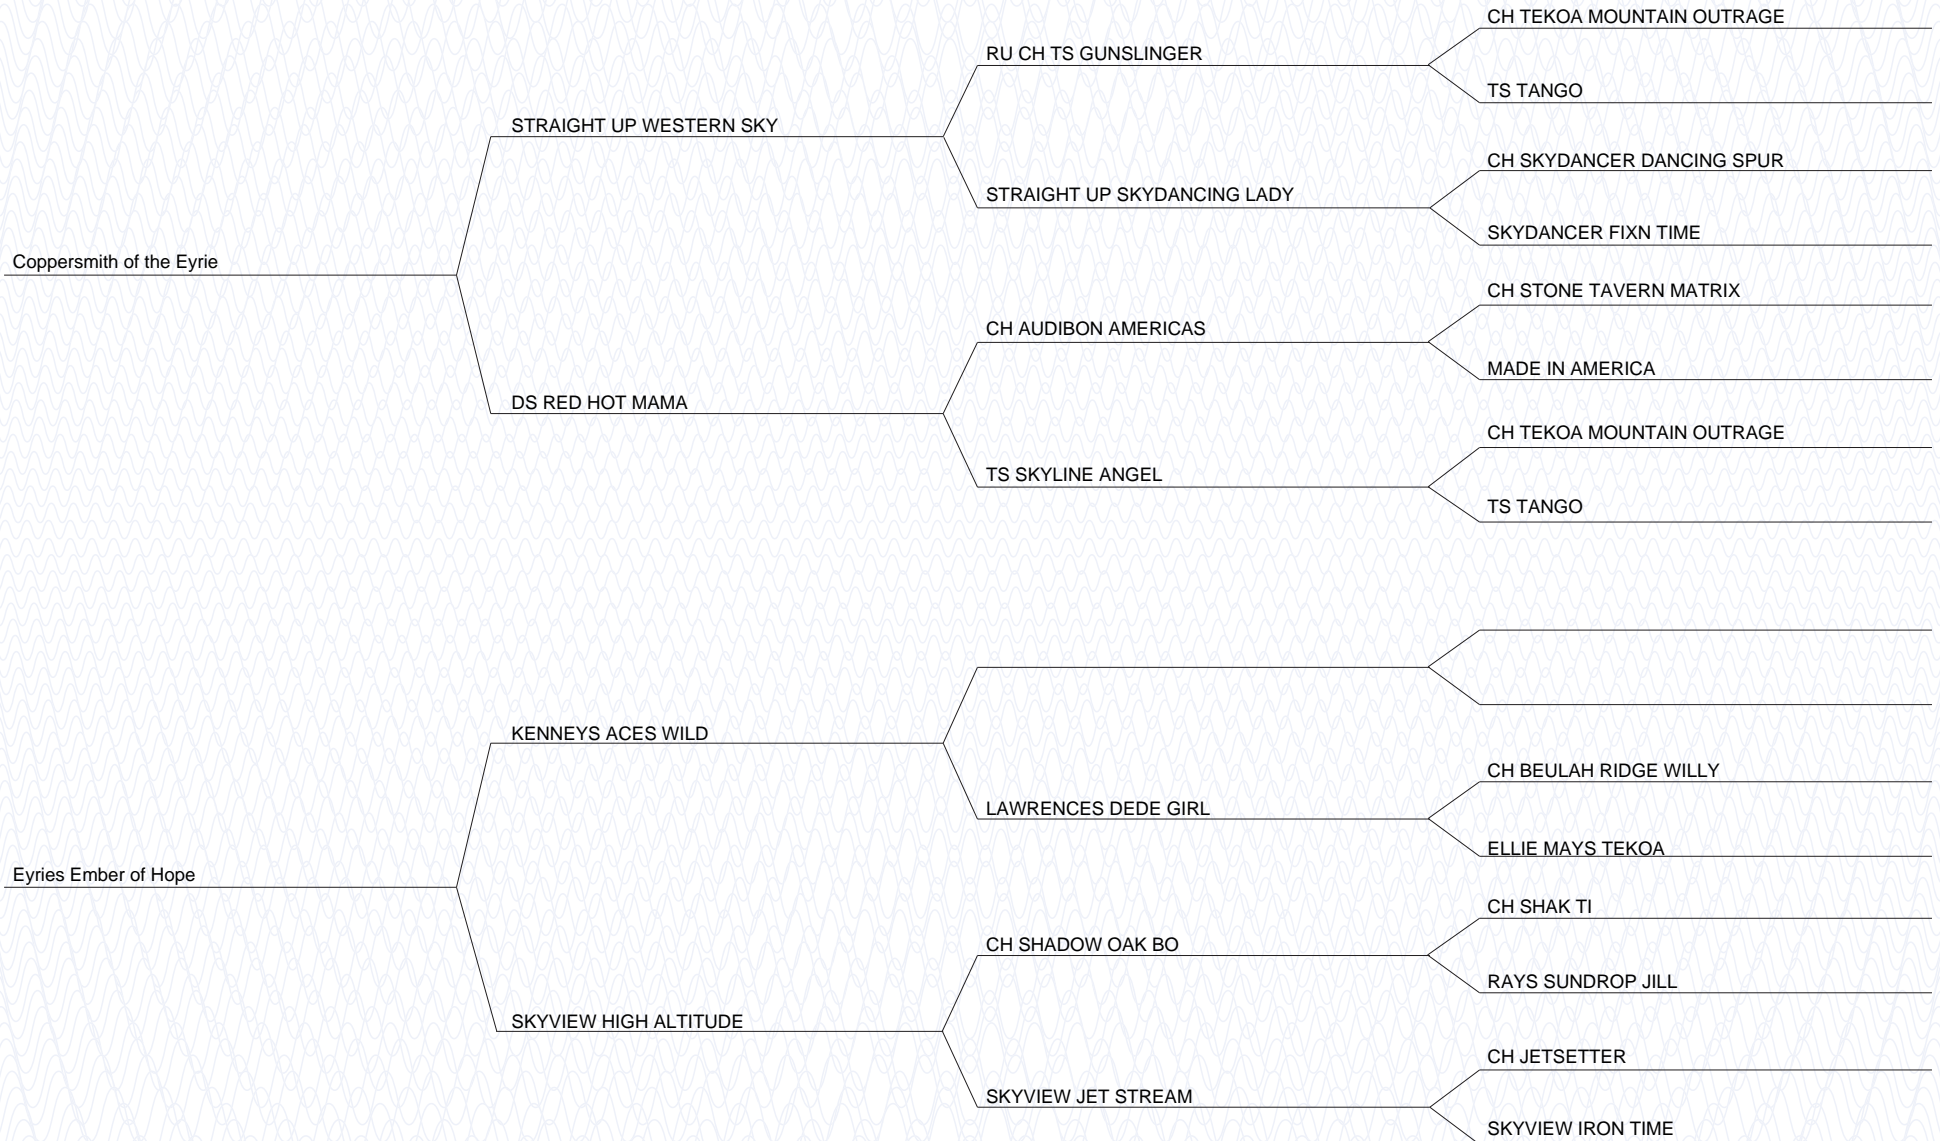 CH TEKOA MOUNTAIN OUTRAGE
RU CH TS GUNSLINGER
TS TANGO
STRAIGHT UP WESTERN SKY
CH SKYDANCER DANCING SPUR
STRAIGHT UP SKYDANCING LADY
SKYDANCER FIXN TIME
Coppersmith of the Eyrie
CH STONE TAVERN MATRIX
CH AUDIBON AMERICAS
MADE IN AMERICA
DS RED HOT MAMA
CH TEKOA MOUNTAIN OUTRAGE
TS SKYLINE ANGEL
TS TANGO
KENNEYS ACES WILD
CH BEULAH RIDGE WILLY
LAWRENCES DEDE GIRL
ELLIE MAYS TEKOA
Eyries Ember of Hope
CH SHAK TI
CH SHADOW OAK BO
RAYS SUNDROP JILL
SKYVIEW HIGH ALTITUDE
CH JETSETTER
SKYVIEW JET STREAM
SKYVIEW IRON TIME